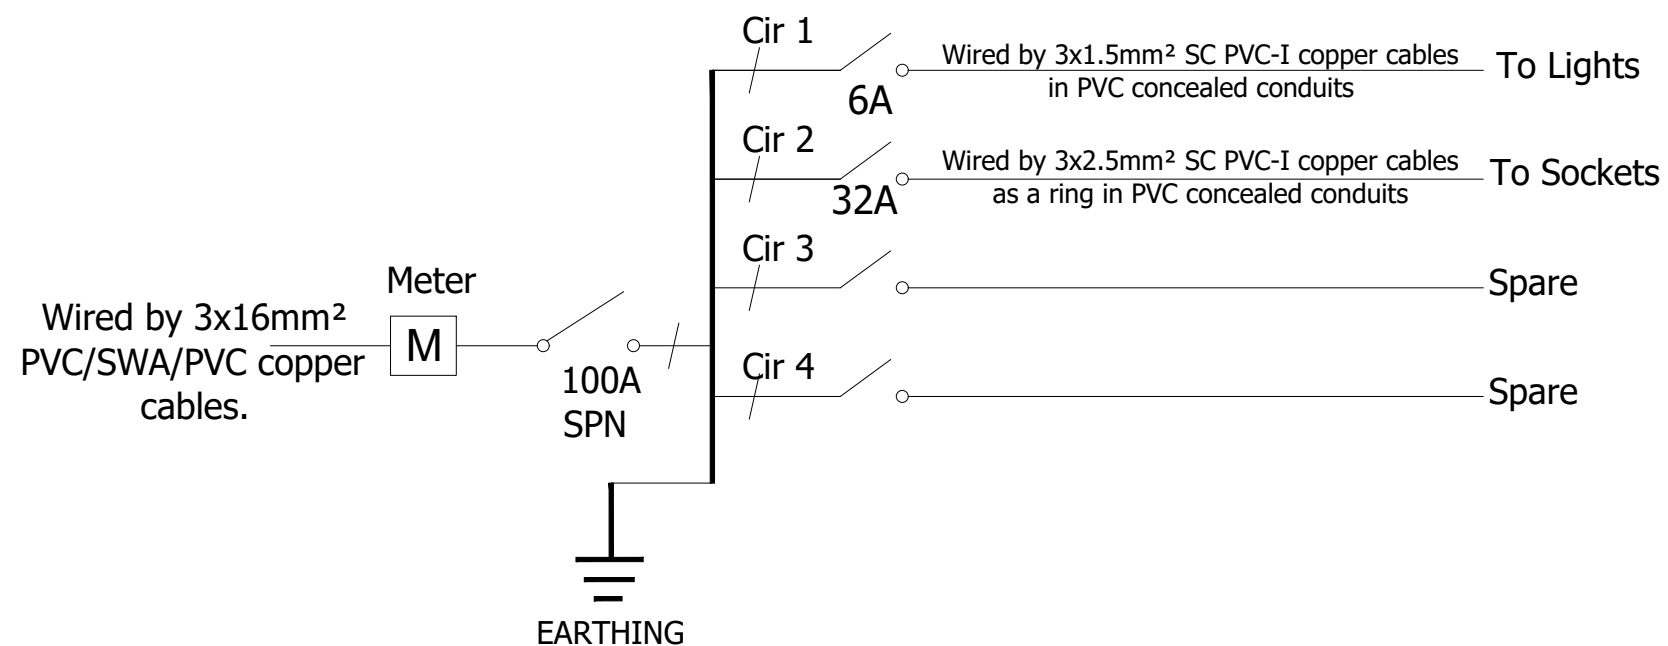 Cir 1
Wired by 3x1.5mm² SC PVC-I copper cables
in PVC concealed conduits
To Lights
6A
Cir 2
Wired by 3x2.5mm² SC PVC-I copper cables
as a ring in PVC concealed conduits
To Sockets
32A
Cir 3
Spare
Meter
Wired by 3x16mm²
PVC/SWA/PVC copper
cables.
M
100A
SPN
Cir 4
Spare
EARTHING